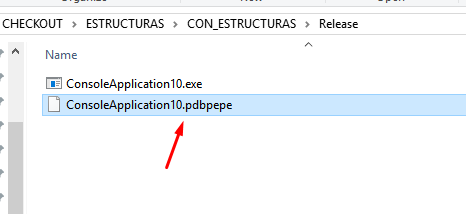 CHECKOUT > ESTRUCTURAS > CON_ESTRUCTURAS > Release
Name
ConsoleApplication10.exe
ConsoleApplication10.pdbpepe